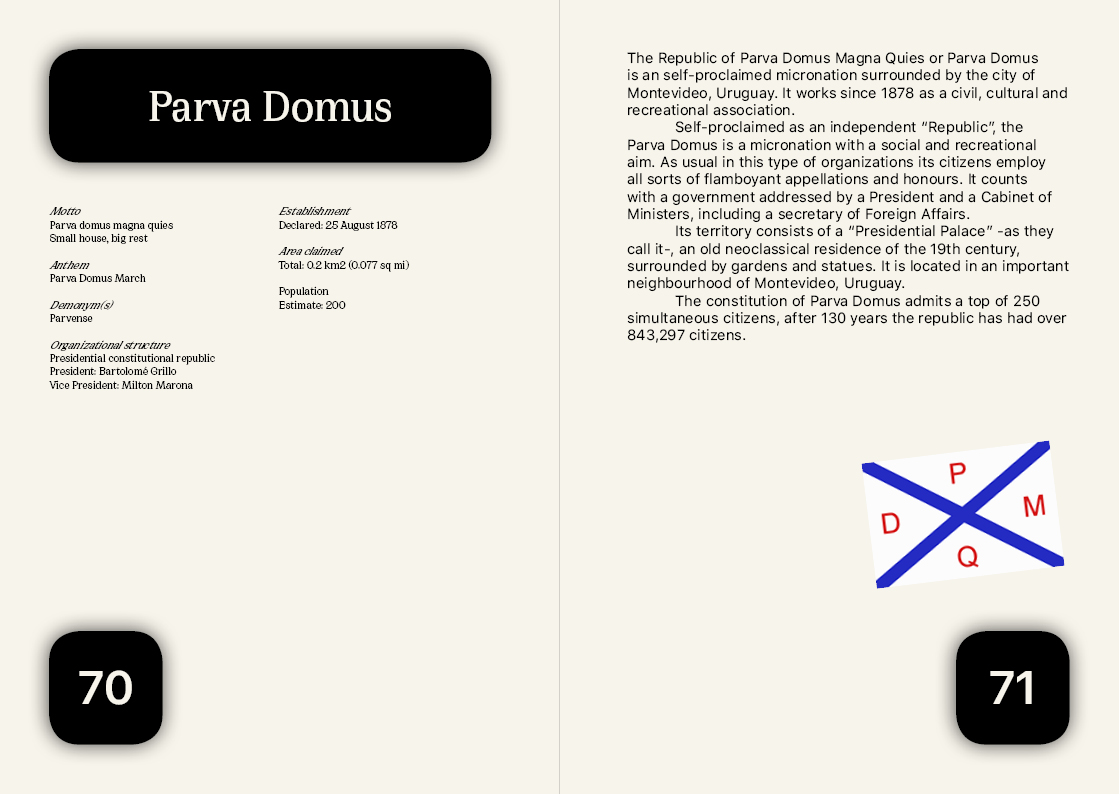 Parva Domus
Motto
Parva domus magna quies
Small house, big rest
Anthem
Parva Domus March
Demonym(s)
Parvense
Organizational structure
Presidential constitutional republic
President: Bartolomé Grillo
Vice President: Milton Marona
Establishment
Declared: 25 August 1878
Area claimed
Total: 0.2 km2 (0.077 sq mi)
Population
Estimate: 200
70
The Republic of Parva Domus Magna Quies or Parva Domus
is an self-proclaimed micronation surrounded by the city of
Montevideo, Uruguay. It works since 1878 as a civil, cultural and
recreational association.
Self-proclaimed as an independent “Republic”, the
Parva Domus is a micronation with a social and recreational
aim. As usual in this type of organizations its citizens employ
all sorts of flamboyant appellations and honours. It counts
with a government addressed by a President and a Cabinet of
Ministers, including a secretary of Foreign Affairs.
Its territory consists of a “Presidential Palace” -as they
call it-, an old neoclassical residence of the 19th century,
surrounded by gardens and statues. It is located in an important
neighbourhood of Montevideo, Uruguay.
The constitution of Parva Domus admits a top of 250
simultaneous citizens, after 130 years the republic has had over
843,297 citizens.
P
D
M
Q
71